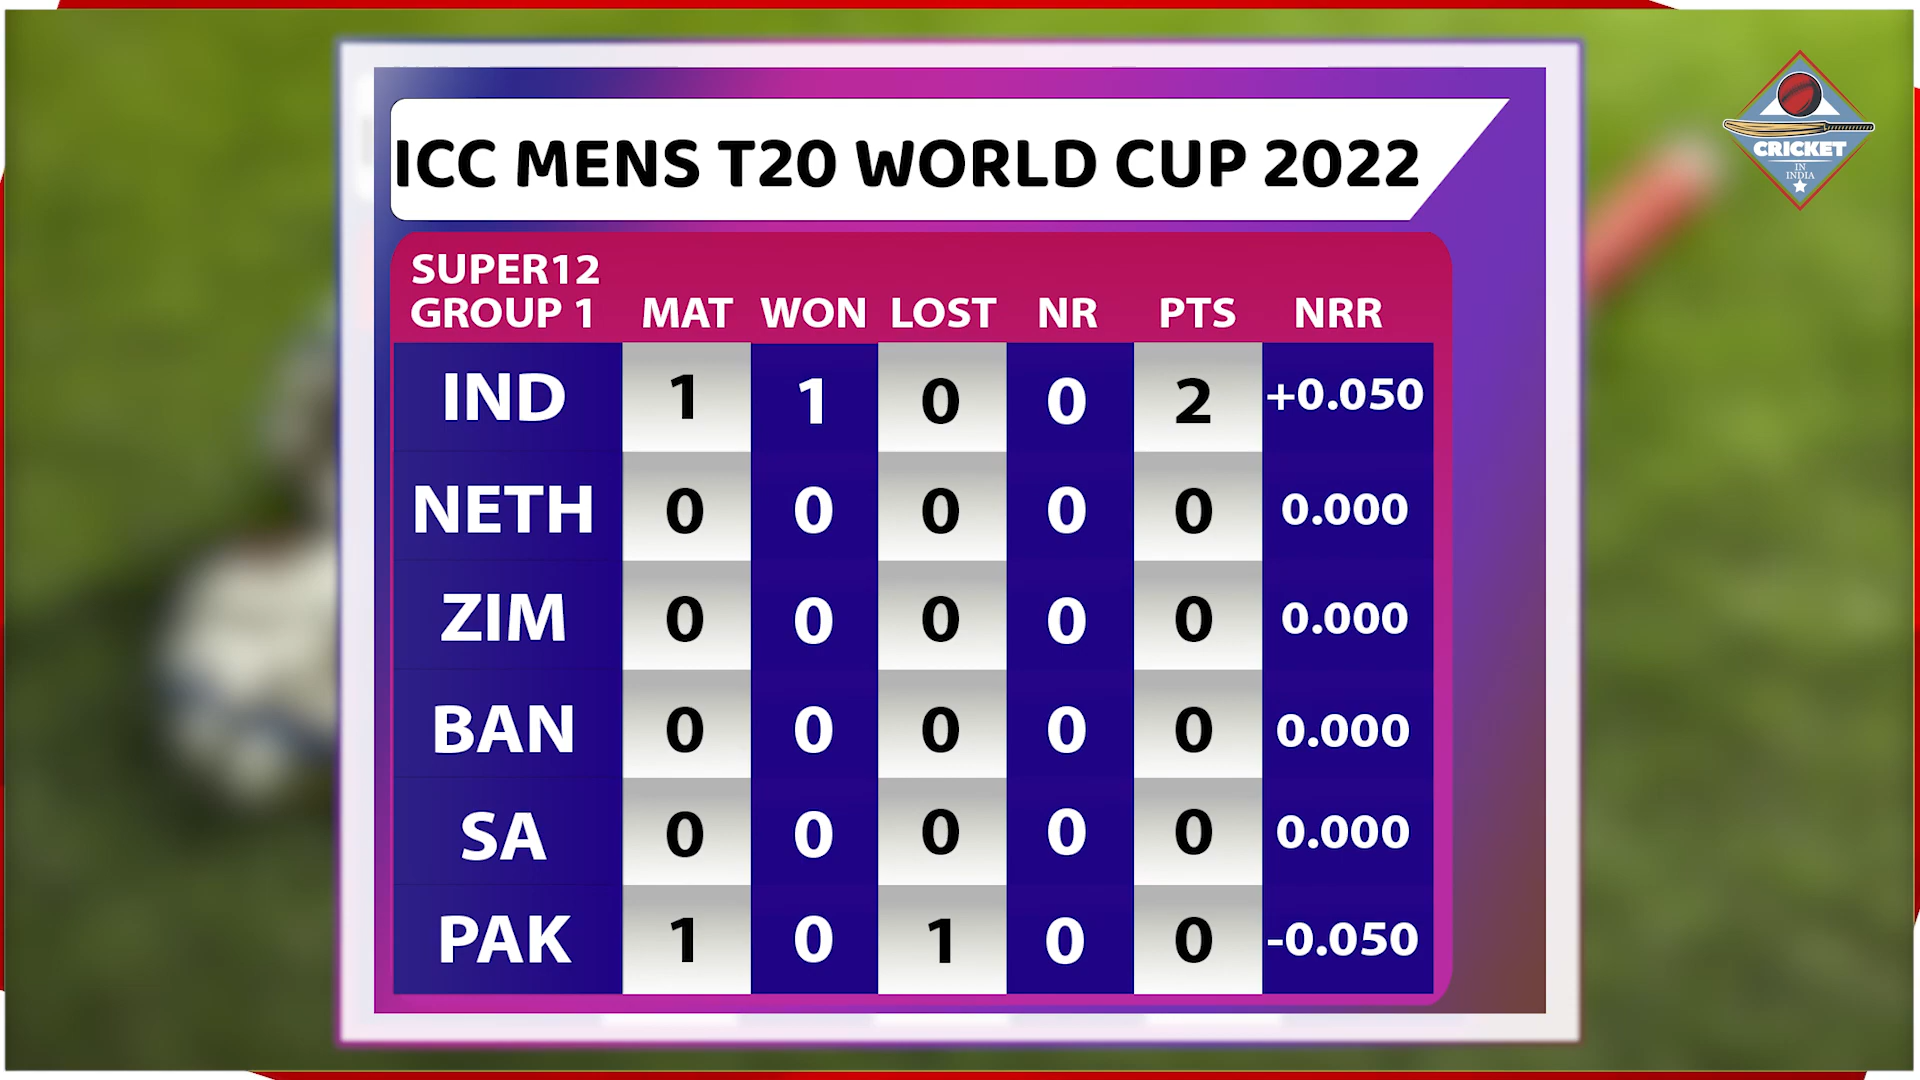 ICC MENS T20 WORLD CUP 2022
CRICKET
IN
INDIA
SUPER12
GROUP 1 MAT WON LOST NR PTS NRR
IND 1 1 0 0 2 +0.050
NETH 0 0 0 0 0 0.000
ZIM 0 0 0 0 0 0.000
BAN 0 0 0 0 0 0.000
SA 0 0 0 0 0 0.000
PAK 1 0 1 0 0 -0.050